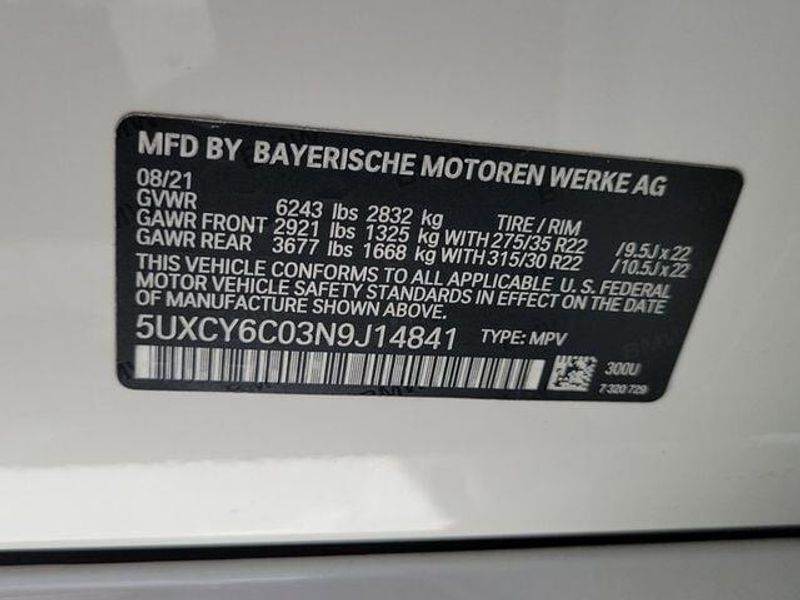 MFD BY BAYERISCHE MOTOREN WERKE AG
08/21
GVWR 6243 lbs 2832 kg TIRE / RIM
GAWR FRONT 2921 lbs 1325 kg WITH 275/35 R22 /9.5J x 22
GAWR REAR 3677 lbs 1668 kg WITH 315/30 R22 /10.5J x 22
THIS VEHICLE CONFORMS TO ALL APPLICABLE U.S. FEDERAL
MOTOR VEHICLE SAFETY STANDARDS IN EFFECT ON THE DATE
OF MANUFACTURE SHOWN ABOVE.
5UXCY6C03N9J14841 TYPE: MPV
300U
7 320 729